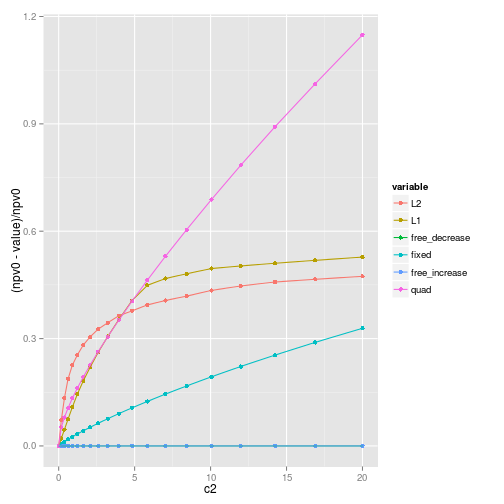 1.2
0.9
0.6
0.3
0.0
(npv0 - value)/npv0
0
5
10
15
20
c2
variable
L2
L1
free_decrease
fixed
free_increase
quad